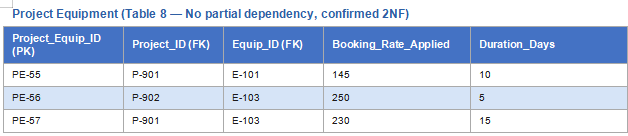 Project Equipment (Table 8 — No partial dependency, confirmed 2NF)
Project_Equip_ID (PK) Project_ID (FK) Equip_ID (FK) Booking_Rate_Applied Duration_Days
PE-55 P-901 E-101 145 10
PE-56 P-902 E-103 250 5
PE-57 P-901 E-103 230 15